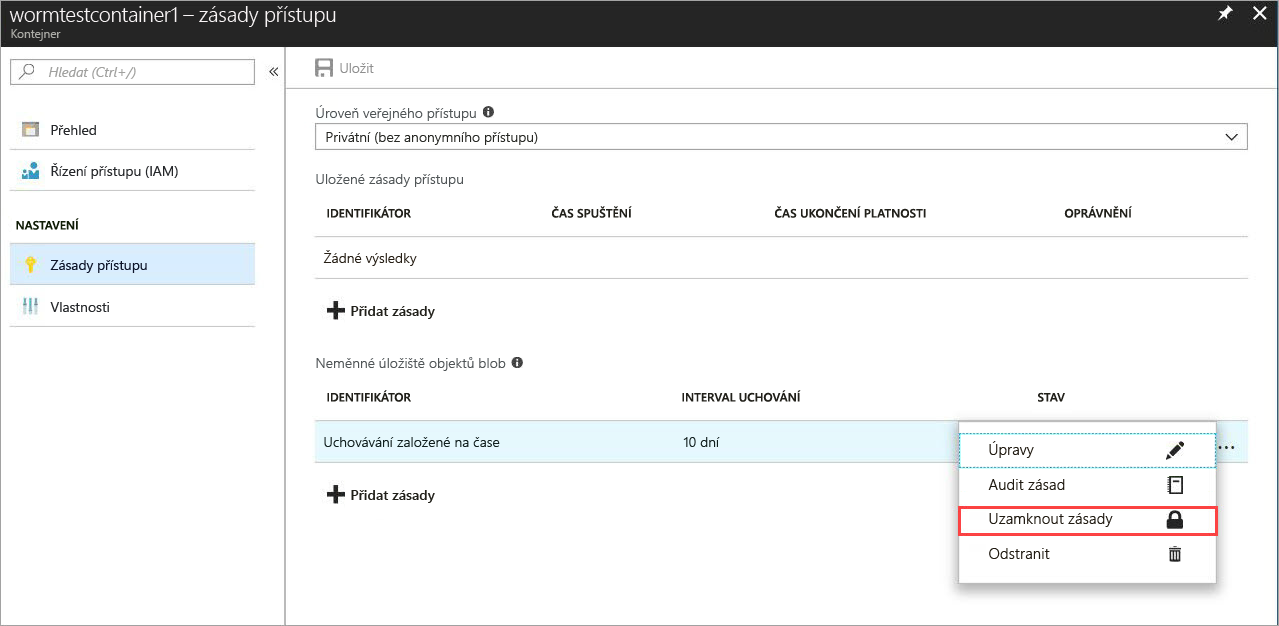 wormtestcontainer1 – zásady přístupu
Kontejner
Hledat (Ctrl+/)
«
Přehled
Řízení přístupu (IAM)
NASTAVENÍ
Zásady přístupu
Vlastnosti
Uložit
Úroveň veřejného přístupu
Privátní (bez anonymního přístupu)
Uložené zásady přístupu
IDENTIFIKÁTOR ČAS SPUŠTĚNÍ ČAS UKONČENÍ PLATNOSTI OPRÁVNĚNÍ
Žádné výsledky
Přidat zásady
Neměnné úložiště objektů blob
IDENTIFIKÁTOR INTERVAL UCHOVÁNÍ STAV
Uchovávání založené na čase 10 dní ...
Přidat zásady
Úpravy
Audit zásad
Uzamknout zásady
Odstranit